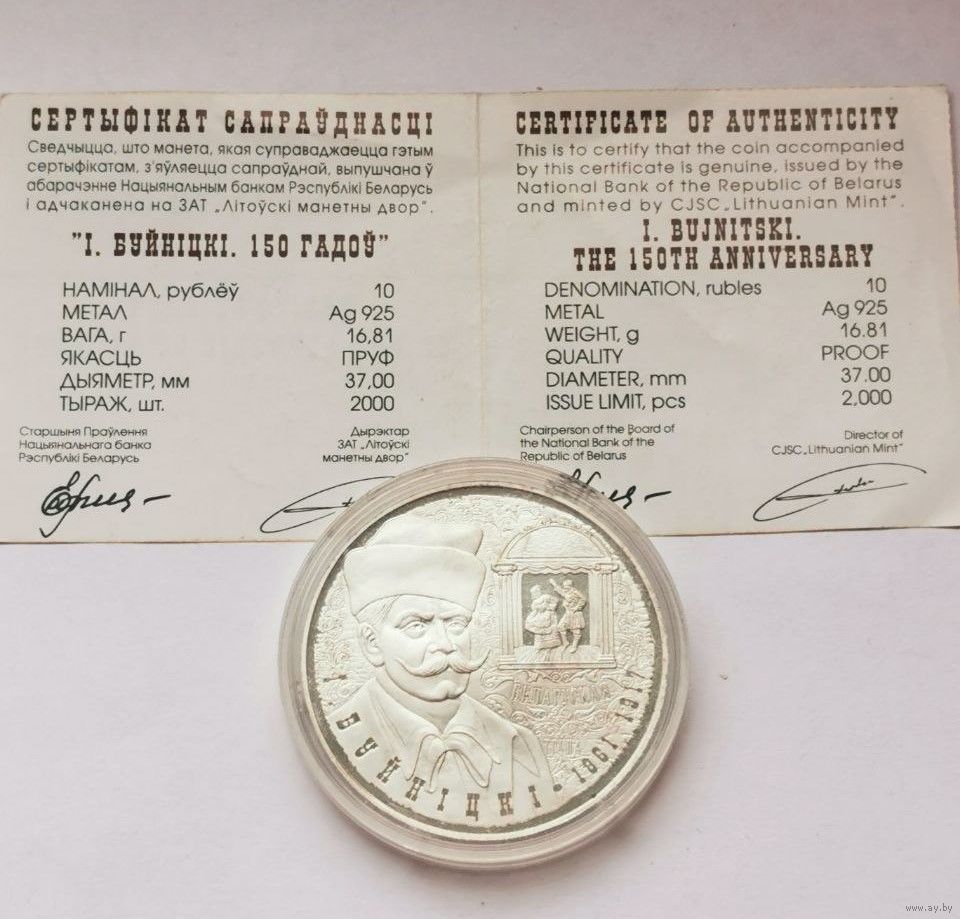 СЕРТЫФІКАТ САПРАЎДНАСЦІ
Сведчыцца, што манета, якая суправаджаецца гэтым
сертыфікатам, з'яўляецца сапраўднай, выпушчана ў
абарачэнне Нацыянальным банкам Рэспублікі Беларусь
і адчаканена на ЗАТ „Літоўскі манетны двор".
"І. БУЙНІЦКІ. 150 ГАДОЎ"
НАМІНАЛ, рублёў 10
МЕТАЛ Ag 925
ВАГА, г 16,81
ЯКАСЦЬ ПРУФ
ДЫЯМЕТР, мм 37,00
ТЫРАЖ, шт. 2000
Старшыня Праўлення
Нацыянальнага банка
Рэспублікі Беларусь
Дырэктар
ЗАТ „Літоўскі
манетны двор"
CERTIFICATE OF AUTHENTICITY
This is to certify that the coin accompanied
by this certificate is genuine, issued by the
National Bank of the Republic of Belarus
and minted by CJSC „Lithuanian Mint".
I. BUJNITSKI.
THE 150TH ANNIVERSARY
DENOMINATION, rubles 10
METAL Ag 925
WEIGHT, g 16.81
QUALITY PROOF
DIAMETER, mm 37.00
ISSUE LIMIT, pcs 2,000
Chairperson of the Board of
the National Bank of the
Republic of Belarus
Director of
CJSC „Lithuanian Mint"
І. БУЙНІЦКІ · 1861 1917
www.ay.by